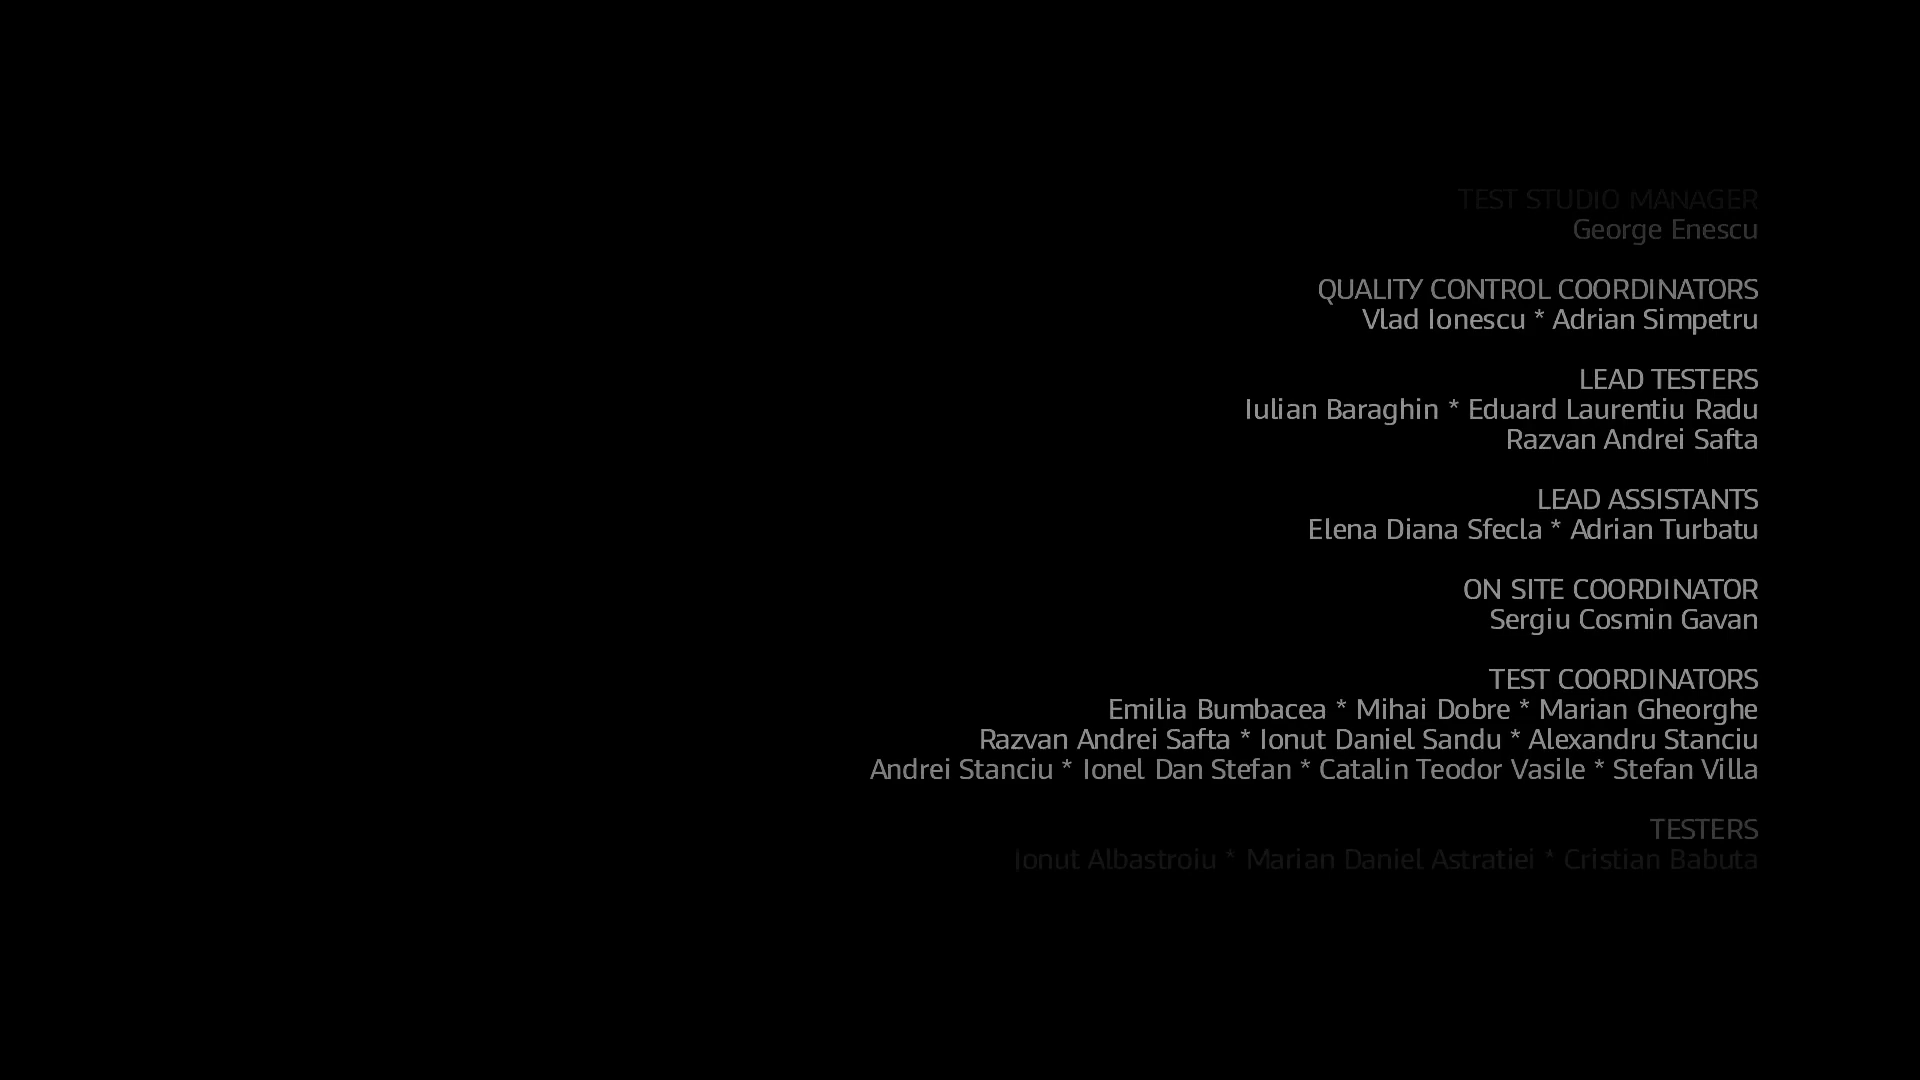 TEST STUDIO MANAGER
George Enescu
QUALITY CONTROL COORDINATORS
Vlad Ionescu * Adrian Simpetru
LEAD TESTERS
Iulian Baraghin * Eduard Laurentiu Radu
Razvan Andrei Safta
LEAD ASSISTANTS
Elena Diana Sfecla * Adrian Turbatu
ON SITE COORDINATOR
Sergiu Cosmin Gavan
TEST COORDINATORS
Emilia Bumbacea * Mihai Dobre * Marian Gheorghe
Razvan Andrei Safta * Ionut Daniel Sandu * Alexandru Stanciu
Andrei Stanciu * Ionel Dan Stefan * Catalin Teodor Vasile * Stefan Villa
TESTERS
Ionut Albastroiu * Marian Daniel Astratiei * Cristian Babuta